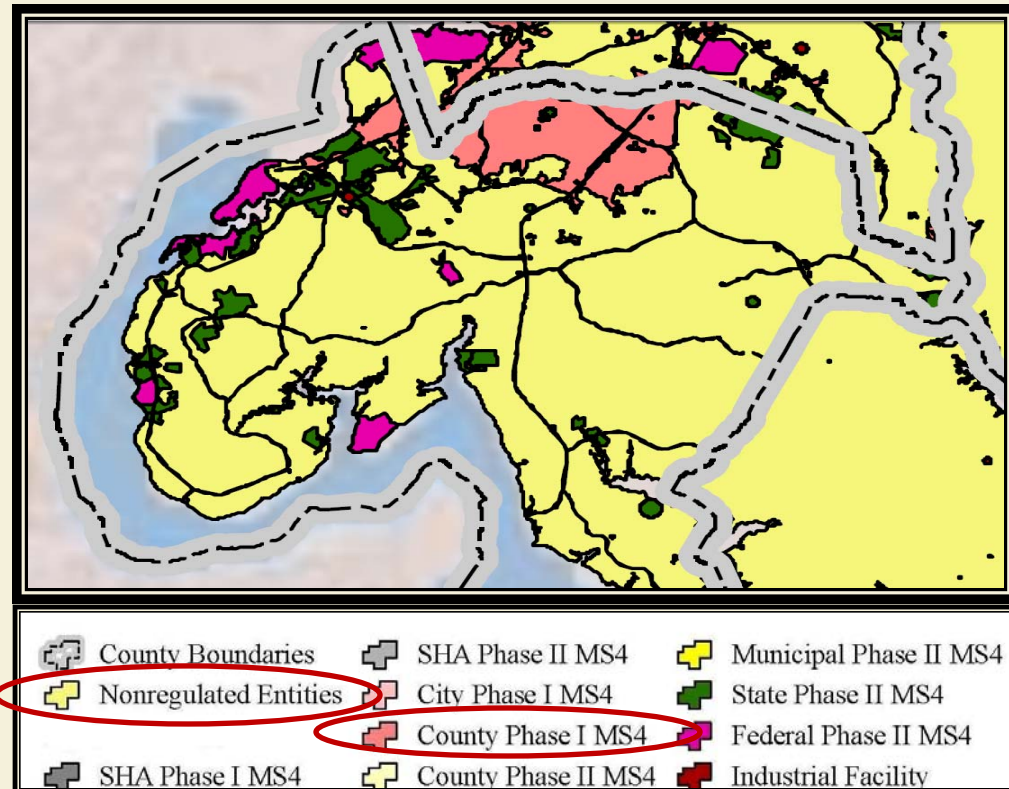 County Boundaries
SHA Phase II MS4
Municipal Phase II MS4
Nonregulated Entities
City Phase I MS4
State Phase II MS4
County Phase I MS4
Federal Phase II MS4
SHA Phase I MS4
County Phase II MS4
Industrial Facility